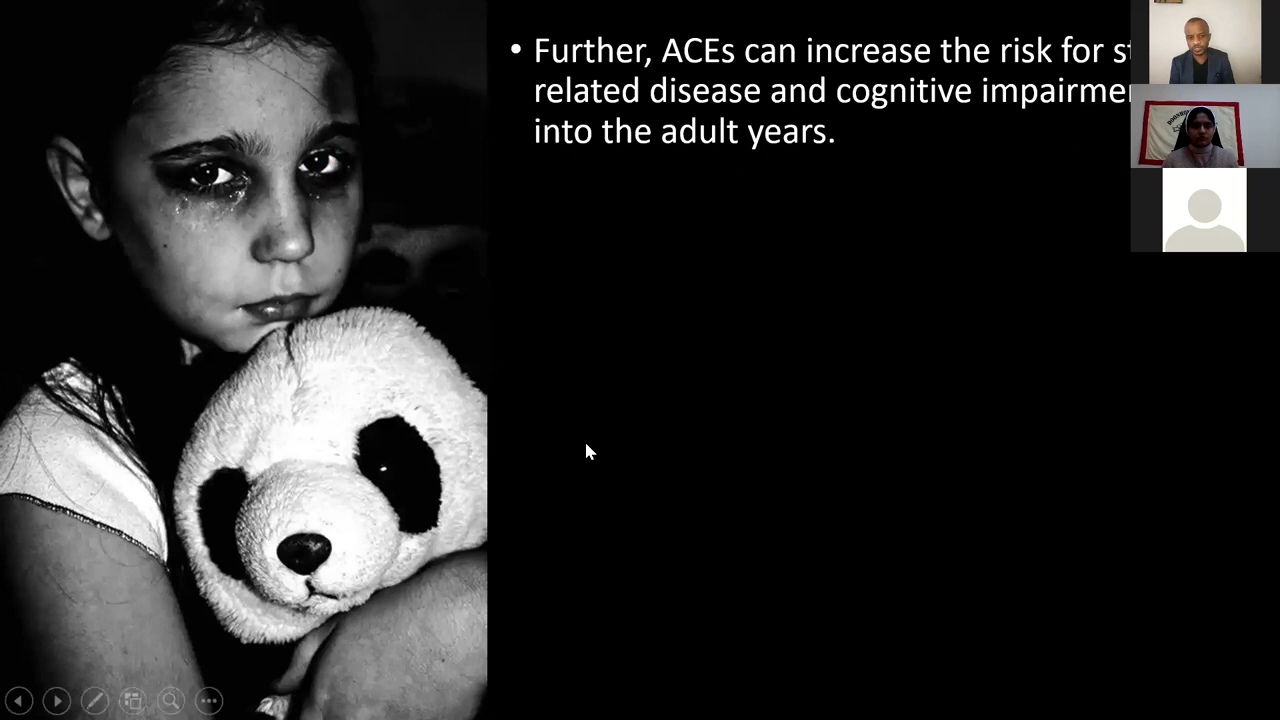 • Further, ACEs can increase the risk for
related disease and cognitive
into the adult years.